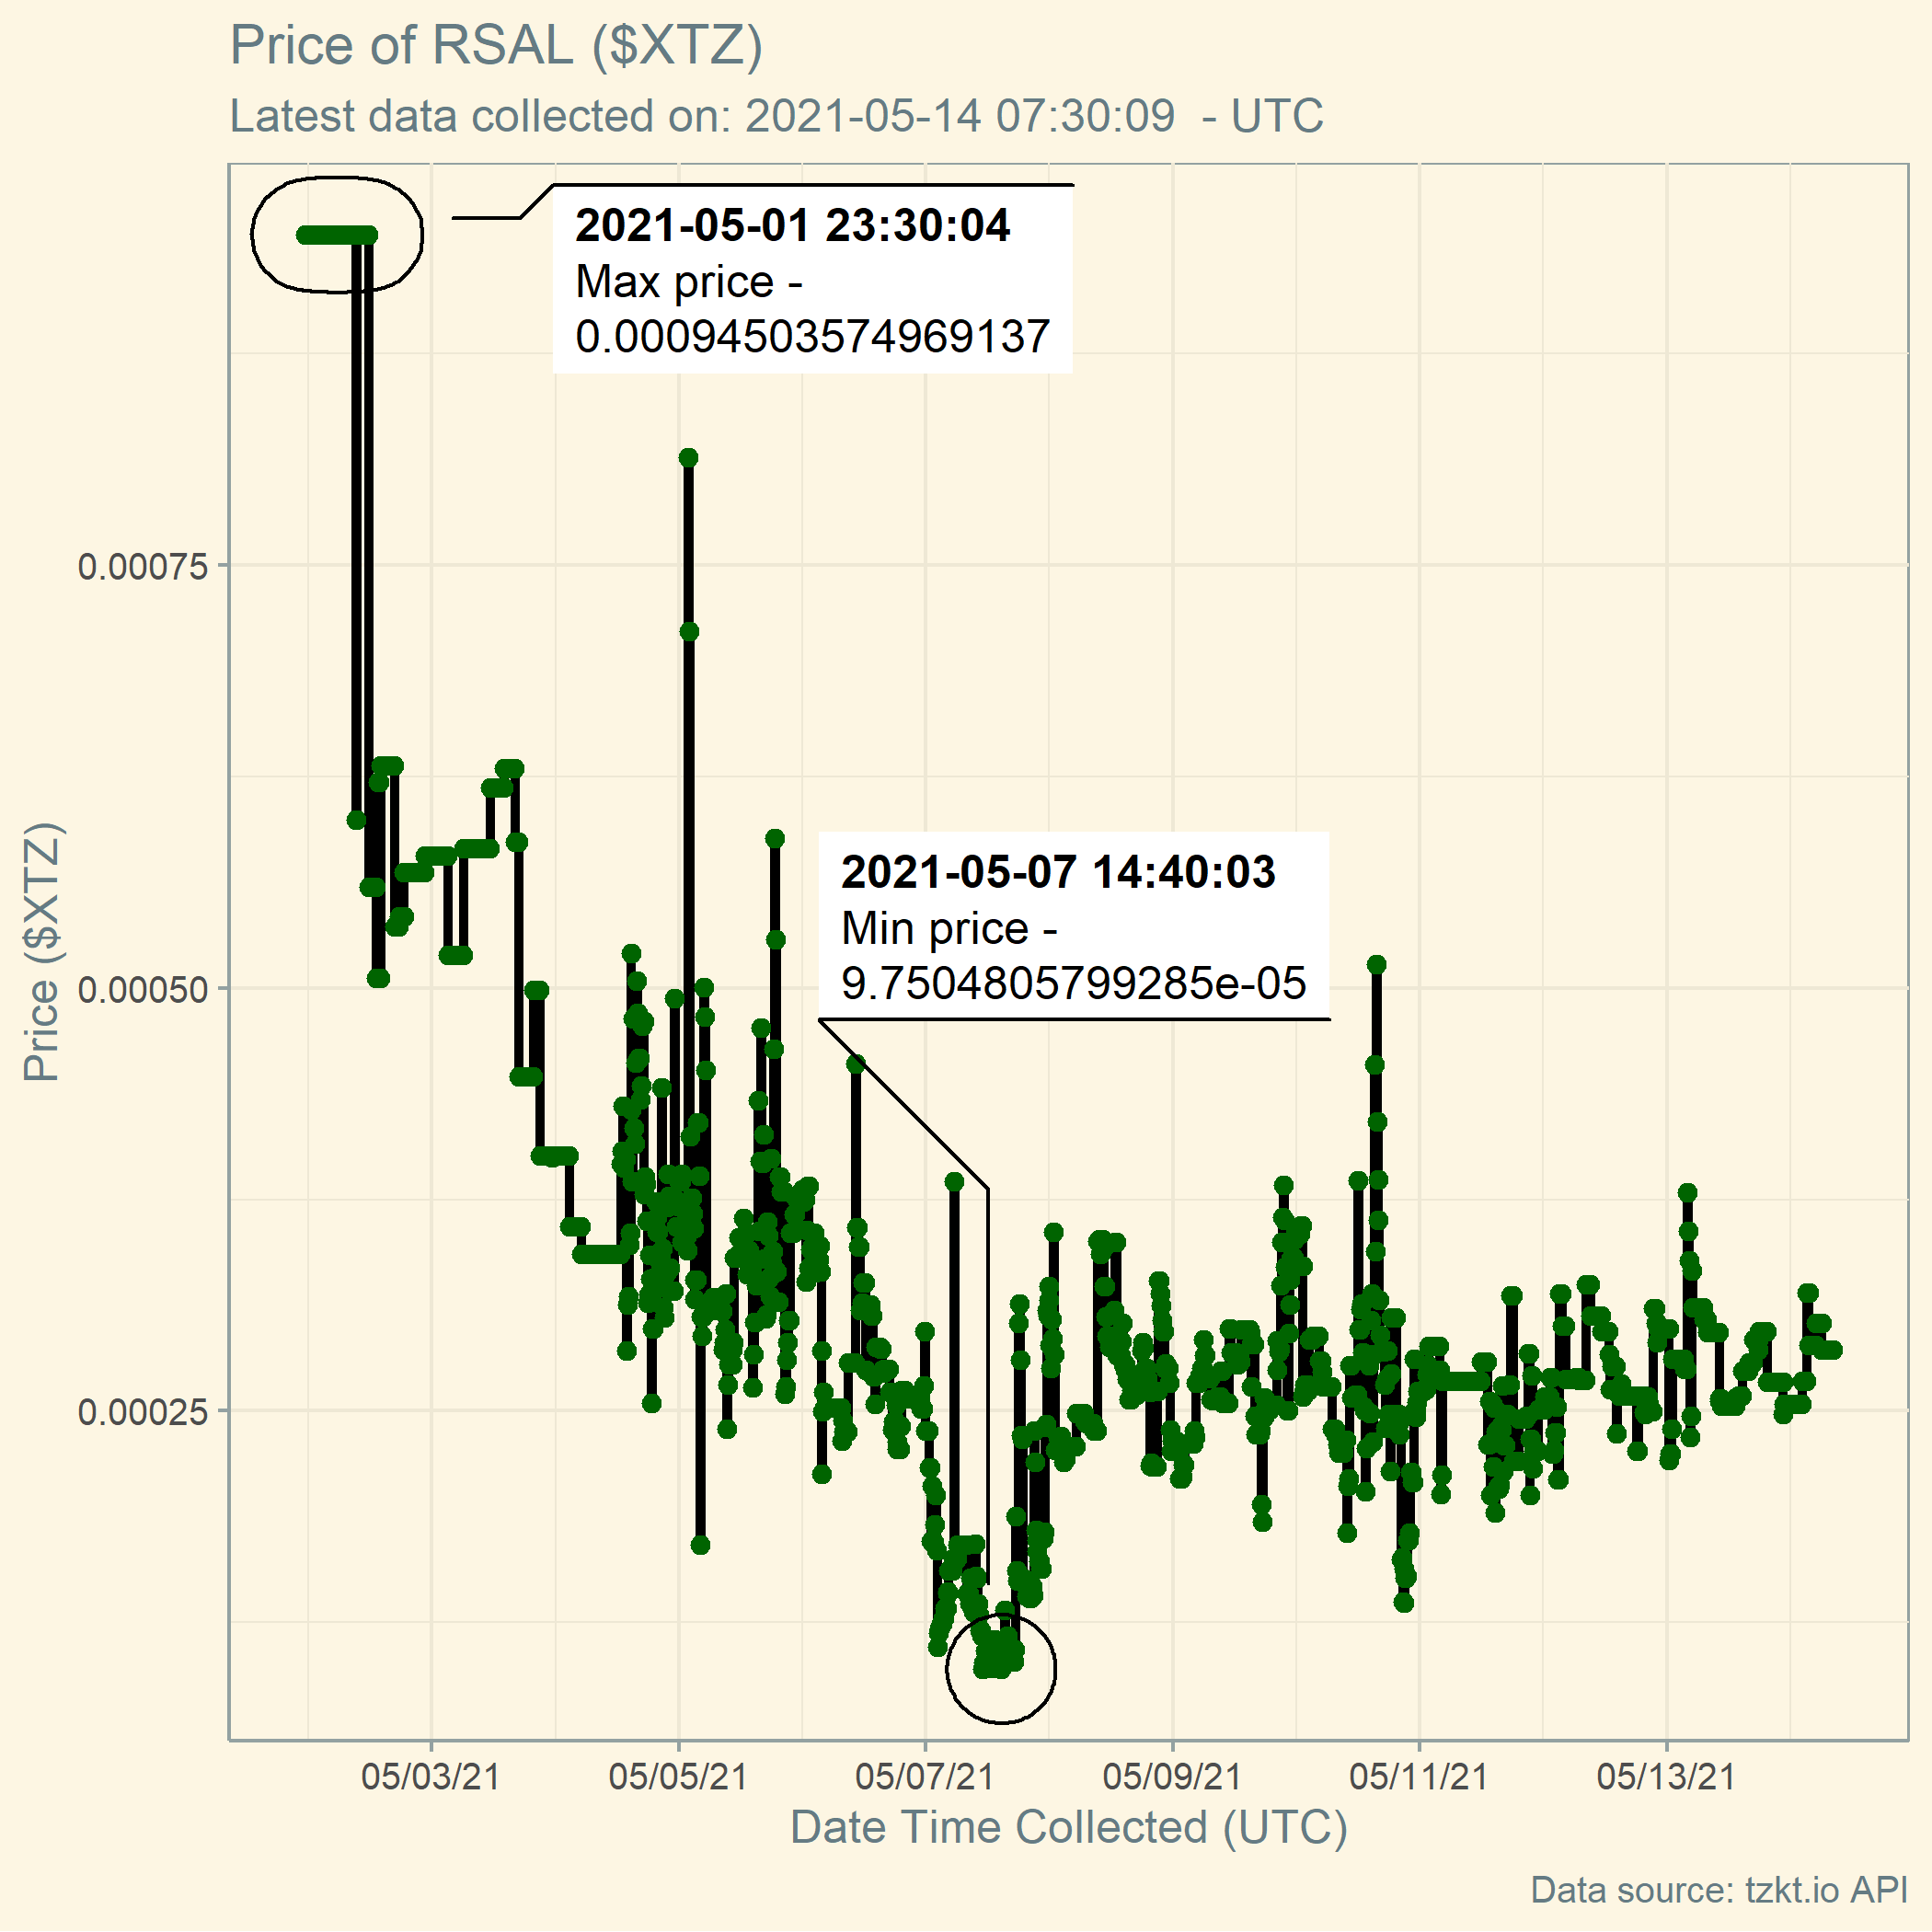 Price of RSAL ($XTZ)
Latest data collected on: 2021-05-14 07:30:09  - UTC
2021-05-01 23:30:04
Max price -
0.00094503574969137
0.00075
2021-05-07 14:40:03
Min price -
9.7504805799285e-05
0.00050
0.00025
Price ($XTZ)
05/03/21
05/05/21
05/07/21
05/09/21
05/11/21
05/13/21
Date Time Collected (UTC)
Data source: tzkt.io API